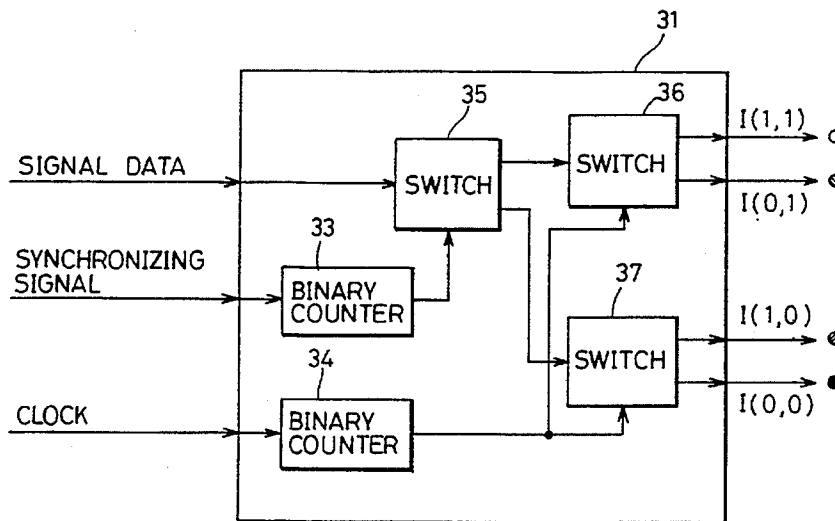 31
35
36
I(1,1)
SIGNAL DATA
SWITCH
SWITCH
I(0,1)
SYNCHRONIZING
SIGNAL
33
BINARY
COUNTER
37
I(1,0)
SWITCH
34
CLOCK
BINARY
COUNTER
I(0,0)